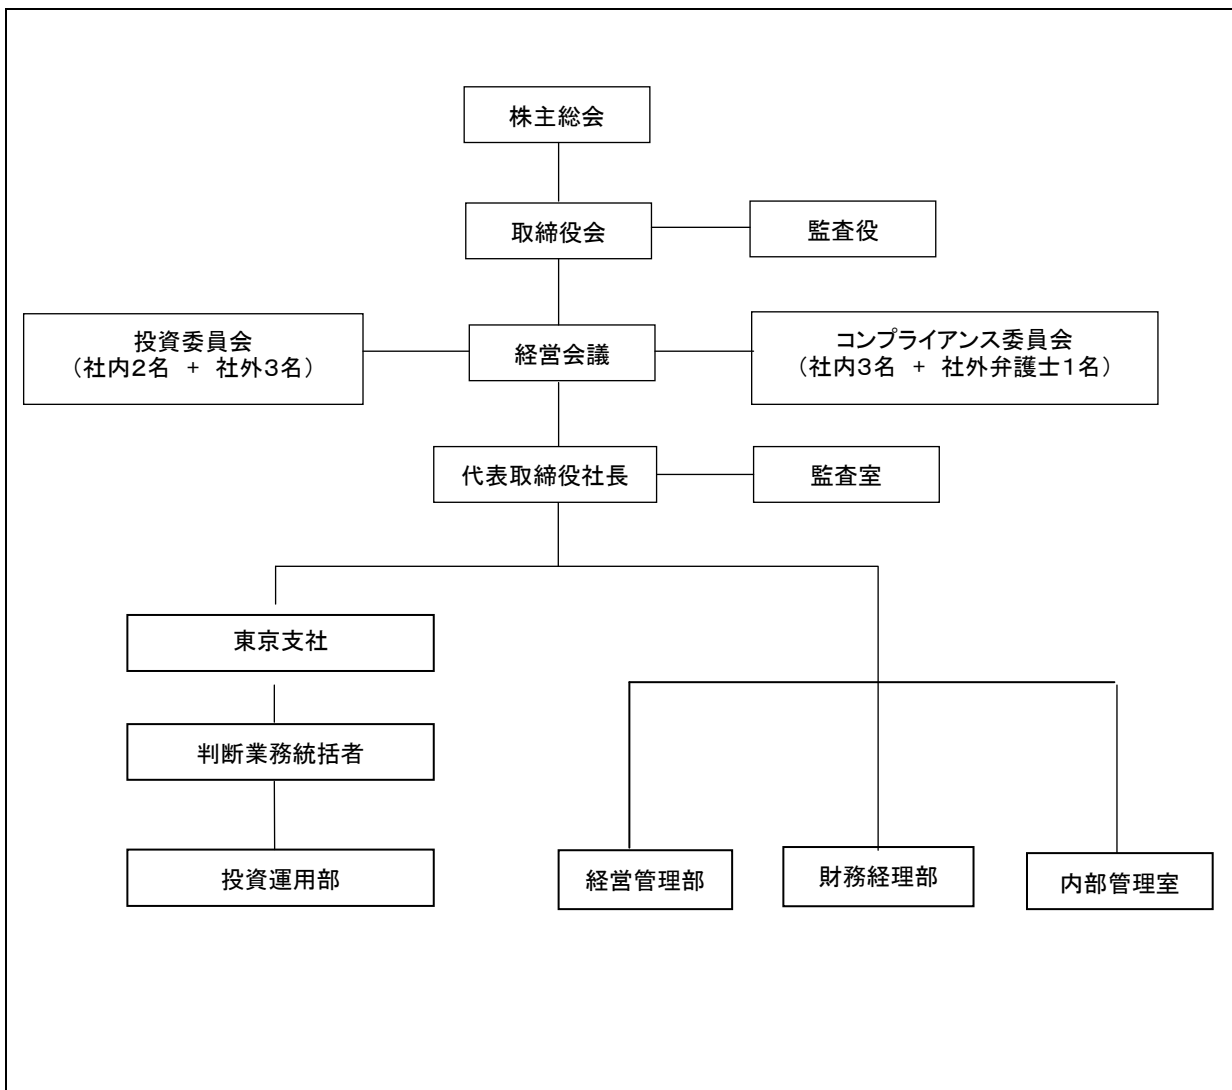 株主総会
取締役会
監査役
投資委員会
（社内２名　＋　社外３名）
経営会議
コンプライアンス委員会
（社内３名　＋　社外弁護士１名）
代表取締役社長
監査室
東京支社
判断業務統括者
投資運用部
経営管理部
財務経理部
内部管理室